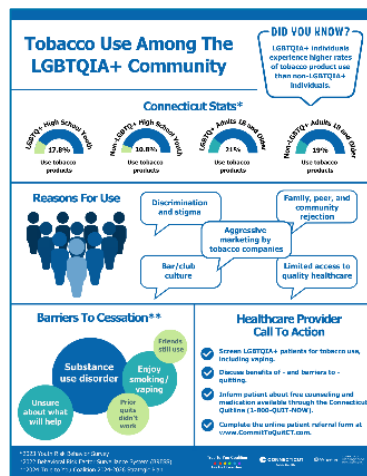 Tobacco Use Among The
LGBTQIA+ Community
DID YOU KNOW?
LGBTQIA+ individuals
experience higher rates
of tobacco product use
than non-LGBTQIA+
individuals.
Connecticut Stats*
LGBTQ+ High School Youth
17.8%
Use tobacco
products
Non-LGBTQ+ High School Youth
10.8%
Use tobacco
products
LGBTQ+ Adults 18 and Older
21%
Use tobacco
products
Non-LGBTQ+ Adults 18 and Older
19%
Use tobacco
products
Reasons For Use
Discrimination
and stigma
Family, peer, and
community
rejection
Aggressive
marketing by
tobacco companies
Bar/club
culture
Limited access to
quality healthcare
Barriers To Cessation**
Friends
still use
Substance
use disorder
Enjoy
smoking/
vaping
Unsure
about what
will help
Prior
quits
didn't
work
Healthcare Provider
Call To Action
Screen LGBTQIA+ patients for tobacco use,
including vaping.
Discuss benefits of - and barriers to -
quitting.
Inform patient about free counseling and
medication available through the Connecticut
Quitline (1-800-QUIT-NOW).
Complete the online patient referral form at
www.CommitToQuitCT.com.
*2023 Youth Risk Behavior Survey
CONNECTICUT